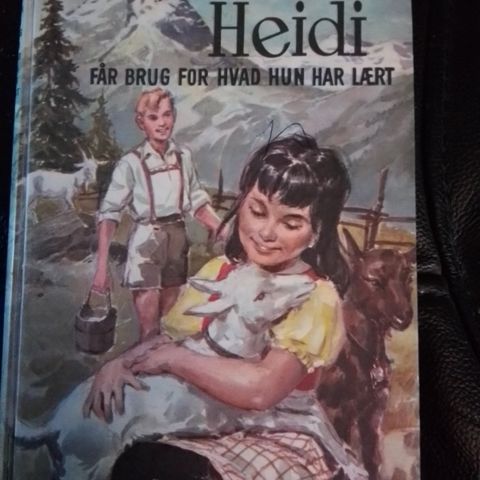 Heidi
FÅR BRUG FOR HVAD HUN HAR LÆRT